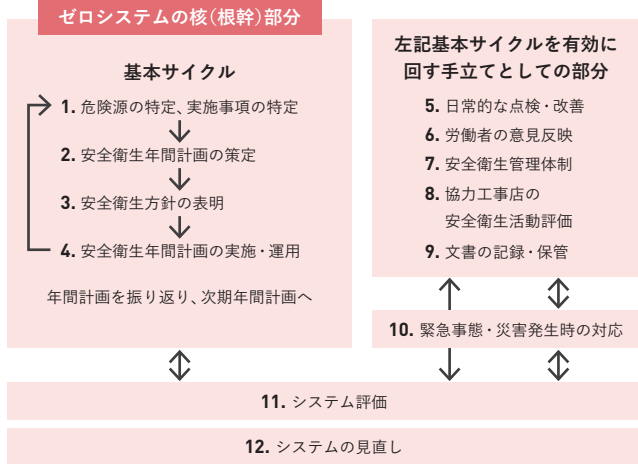 ゼロシステムの核（根幹）部分
基本サイクル
1. 危険源の特定、実施事項の特定
2. 安全衛生年間計画の策定
3. 安全衛生方針の表明
4. 安全衛生年間計画の実施・運用
年間計画を振り返り、次期年間計画へ
左記基本サイクルを有効に
回す手立てとしての部分
5. 日常的な点検・改善
6. 労働者の意見反映
7. 安全衛生管理体制
8. 協力工事店の
安全衛生活動評価
9. 文書の記録・保管
10. 緊急事態・災害発生時の対応
11. システム評価
12. システムの見直し